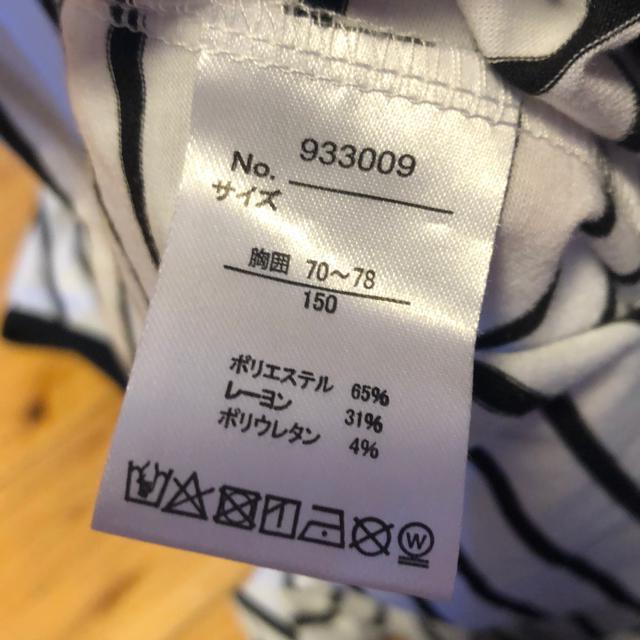 No. 933009
サイズ
胸囲 70〜78
150
ポリエステル 65%
レーヨン 31%
ポリウレタン 4%
W